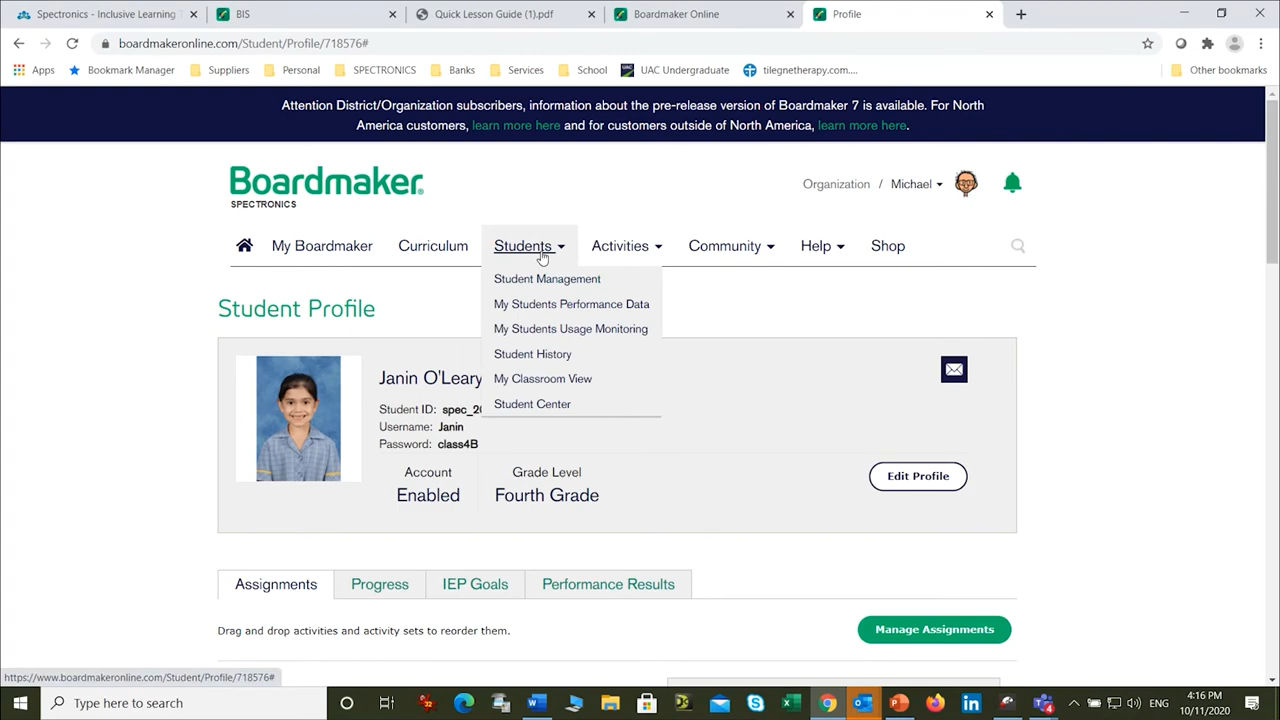 Spectronics - Inclusive Learning T
BIS
Quick Lesson Guide (1).pdf
Boardmaker Online
Profile
boardmakeronline.com/Student/Profile/718576#
Apps
Bookmark Manager
Suppliers
Personal
SPECTRONICS
Banks
Services
School
UAC Undergraduate
tilegnetherapy.com....
Other bookmarks
Attention District/Organization subscribers, information about the pre-release version of Boardmaker 7 is available. For North
America customers, learn more here and for customers outside of North America, learn more here.
Boardmaker®
SPECTRONICS
Organization / Michael
My Boardmaker
Curriculum
Students
Activities
Community
Help
Shop
Student Management
My Students Performance Data
My Students Usage Monitoring
Student History
My Classroom View
Student Center
Student Profile
Janin O'Leary
Student ID: spec_20
Username: Janin
Password: class4B
Account
Enabled
Grade Level
Fourth Grade
Edit Profile
Assignments
Progress
IEP Goals
Performance Results
Drag and drop activities and activity sets to reorder them.
Manage Assignments
https://www.boardmakeronline.com/Student/Profile/718576#
Type here to search
ENG
4:16 PM
10/11/2020